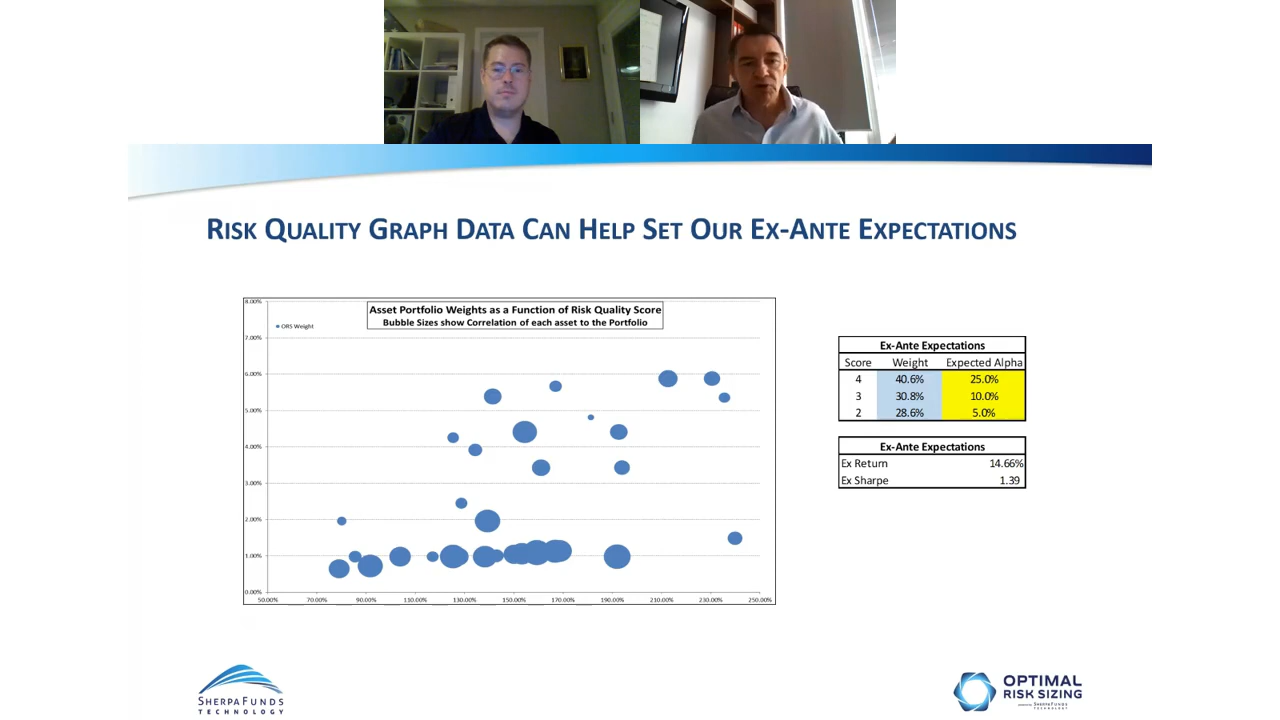 RISK QUALITY GRAPH DATA CAN HELP SET OUR EX-ANTE EXPECTATIONS
Asset Portfolio Weights as a Function of Risk Quality Score
Bubble Sizes show Correlation of each asset to the Portfolio
ORS Weight
8.00%
7.00%
6.00%
5.00%
4.00%
3.00%
2.00%
1.00%
0.00%
50.00% 70.00% 90.00% 110.00% 130.00% 150.00% 170.00% 190.00% 210.00% 230.00% 250.00%
Ex-Ante Expectations
Score Weight Expected Alpha
4 40.6% 25.0%
3 30.8% 10.0%
2 28.6% 5.0%
Ex-Ante Expectations
Ex Return 14.66%
Ex Sharpe 1.39
SHERPAFUNDS
TECHNOLOGY
OPTIMAL
RISK SIZING
SHERPAFUNDS
TECHNOLOGY